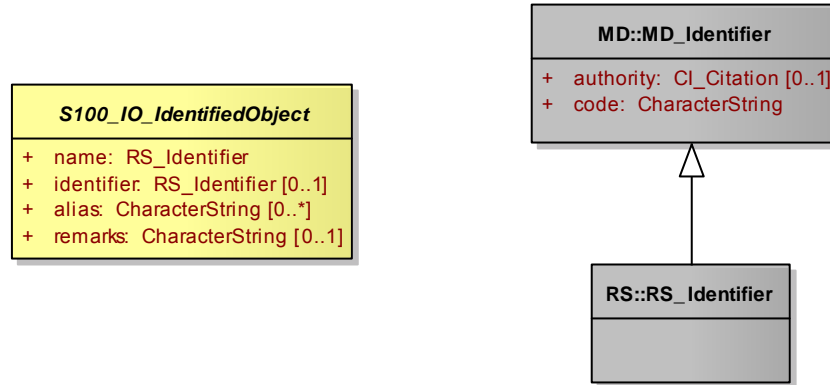 S100_IO_IdentifiedObject
+ name: RS_Identifier
+ identifier: RS_Identifier [0..1]
+ alias: CharacterString [0..*]
+ remarks: CharacterString [0..1]
MD::MD_Identifier
+ authority: CI_Citation [0..1]
+ code: CharacterString
RS::RS_Identifier